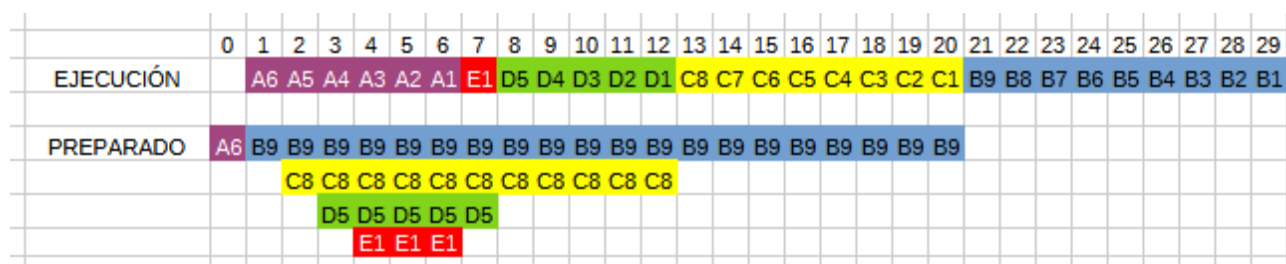 0 1 2 3 4 5 6 7 8 9 10 11 12 13 14 15 16 17 18 19 20 21 22 23 24 25 26 27 28 29
EJECUCIÓN A6 A5 A4 A3 A2 A1 E1 D5 D4 D3 D2 D1 C8 C7 C6 C5 C4 C3 C2 C1 B9 B8 B7 B6 B5 B4 B3 B2 B1
PREPARADO A6 B9 B9 B9 B9 B9 B9 B9 B9 B9 B9 B9 B9 B9 B9 B9 B9 B9 B9 B9 B9
C8 C8 C8 C8 C8 C8 C8 C8 C8 C8 C8
D5 D5 D5 D5 D5
E1 E1 E1